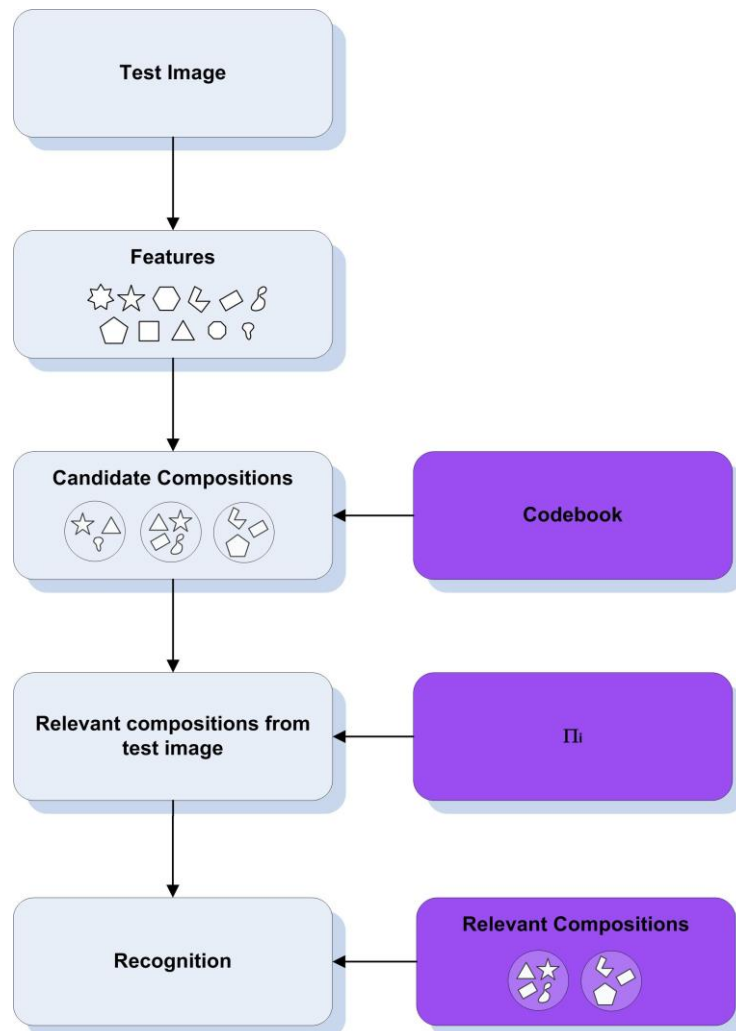 Test Image
Features
Candidate Compositions
Codebook
Relevant compositions from
test image
Πi
Recognition
Relevant Compositions